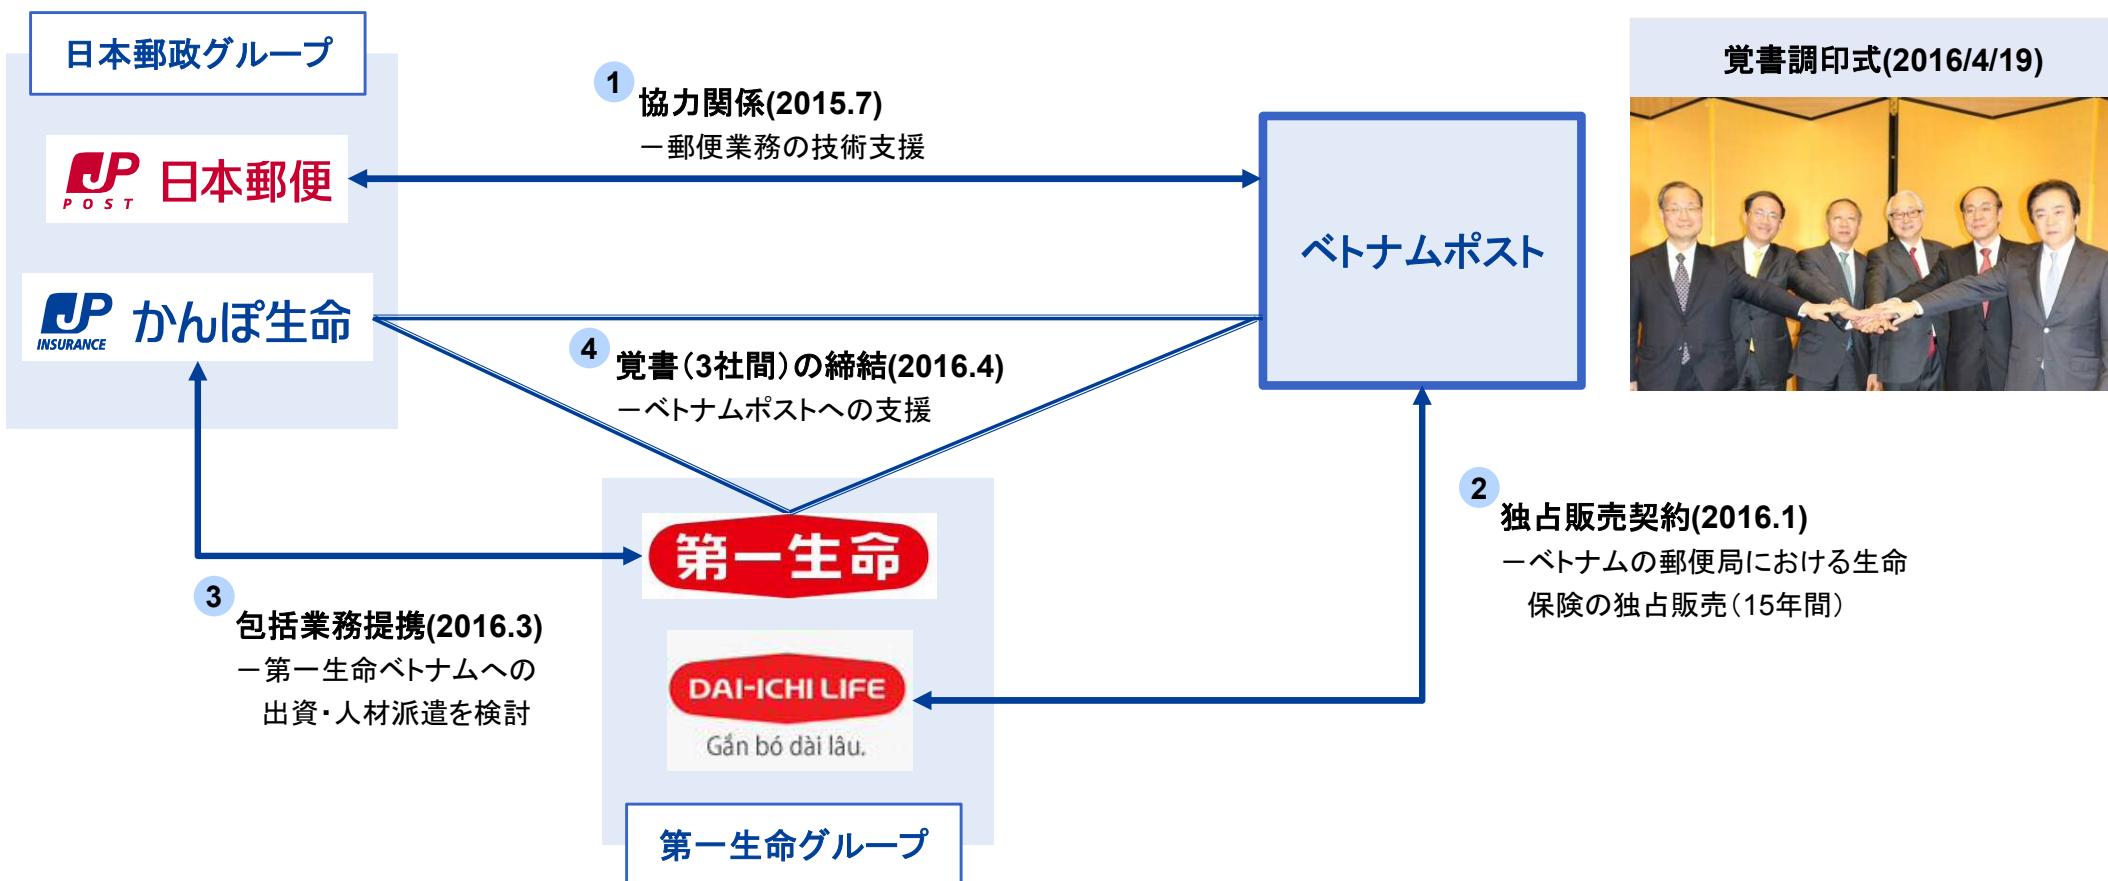 日本郵政グループ
JP
POST
日本郵便
JP
INSURANCE
かんぽ生命
1
協力関係(2015.7)
－郵便業務の技術支援
ベトナムポスト
覚書調印式(2016/4/19)
4
覚書（3社間）の締結(2016.4)
－ベトナムポストへの支援
2
独占販売契約(2016.1)
－ベトナムの郵便局における生命
保険の独占販売（15年間）
3
包括業務提携(2016.3)
－第一生命ベトナムへの
出資・人材派遣を検討
第一生命
DAI-ICHI LIFE
Gắn bó dài lâu.
第一生命グループ